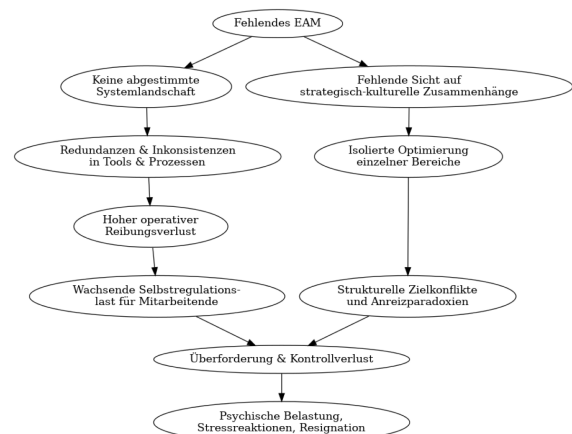 Fehlendes EAM
Keine abgestimmte
Systemlandschaft
Fehlende Sicht auf
strategisch-kulturelle Zusammenhänge
Redundanzen & Inkonsistenzen
in Tools & Prozessen
Isolierte Optimierung
einzelner Bereiche
Hoher operativer
Reibungsverlust
Wachsende Selbstregulations-
last für Mitarbeitende
Strukturelle Zielkonflikte
und Anreizparadoxien
Überforderung & Kontrollverlust
Psychische Belastung,
Stressreaktionen, Resignation